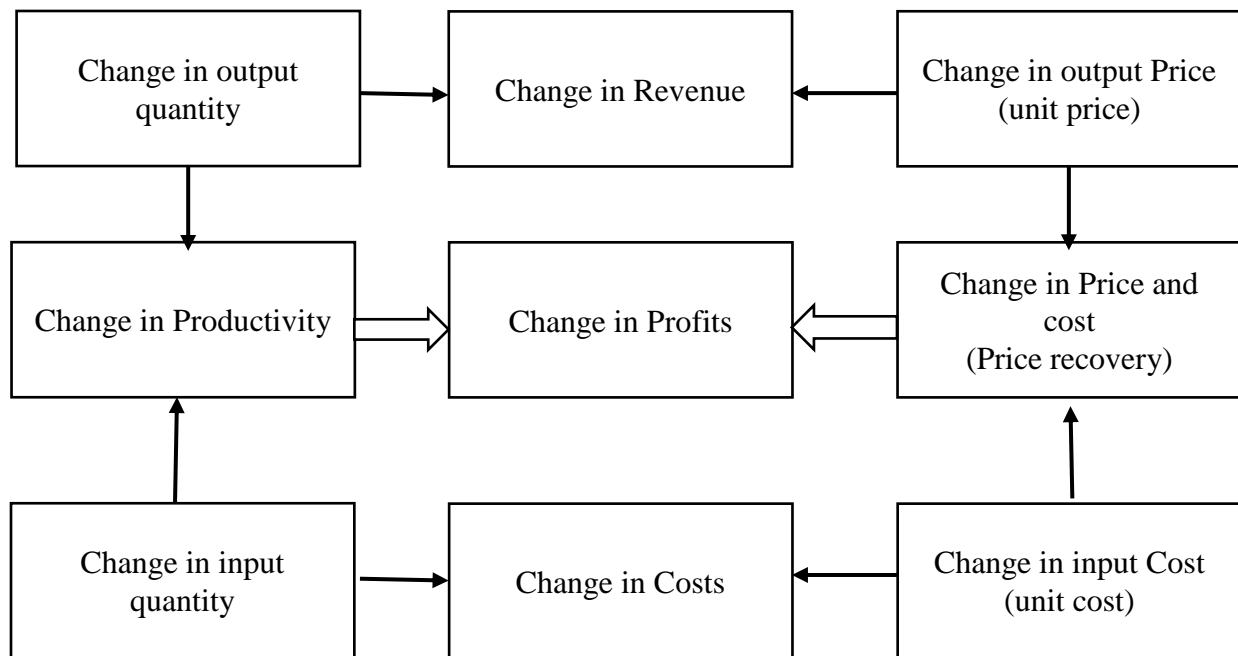 Change in output
quantity
Change in Revenue
Change in output Price
(unit price)
Change in Productivity
Change in Profits
Change in Price and
cost
(Price recovery)
Change in input
quantity
Change in Costs
Change in input Cost
(unit cost)